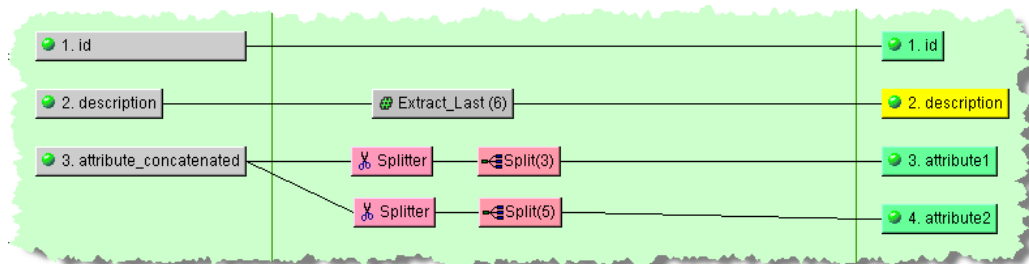 1. id
1. id
2. description
Extract_Last (6)
2. description
3. attribute_concatenated
Splitter
Split(3)
3. attribute1
Splitter
Split(5)
4. attribute2